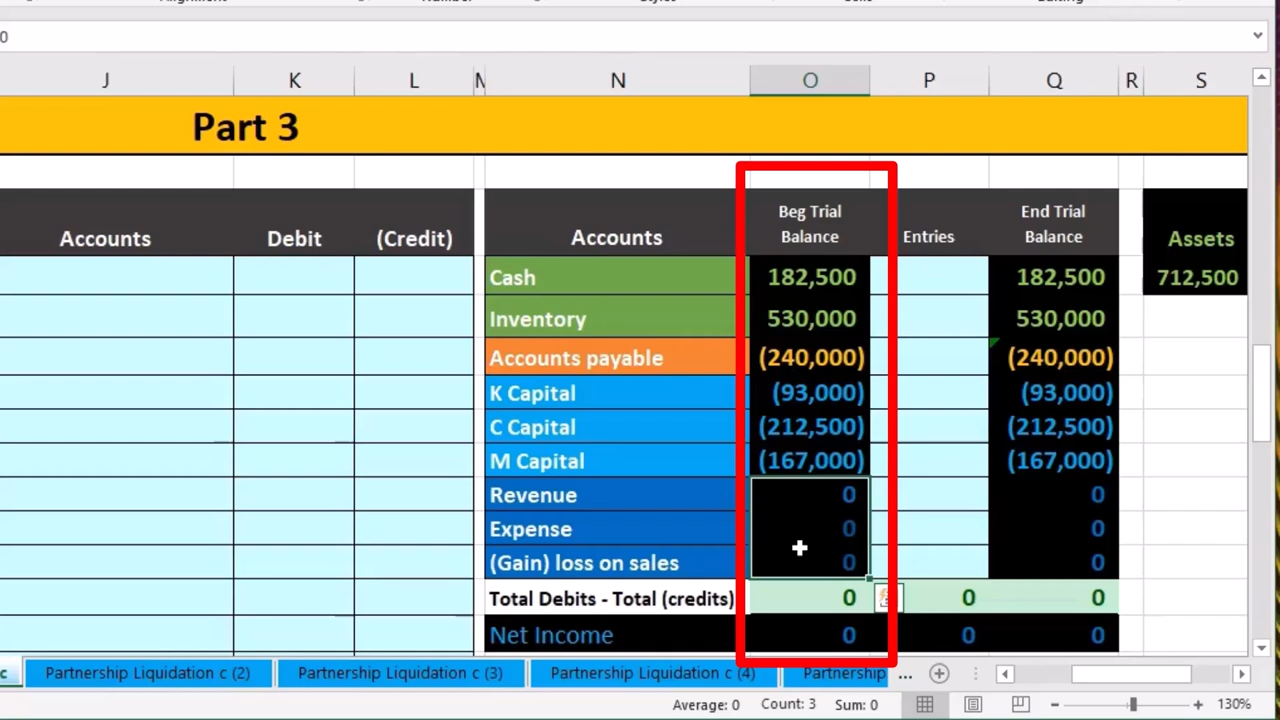 0
J K L M N O P Q R S
Part 3
Accounts Debit (Credit) Accounts Beg Trial Balance Entries End Trial Balance Assets
Cash 182,500 182,500 712,500
Inventory 530,000 530,000
Accounts payable (240,000) (240,000)
K Capital (93,000) (93,000)
C Capital (212,500) (212,500)
M Capital (167,000) (167,000)
Revenue 0 0
Expense 0 0
(Gain) loss on sales 0 0
Total Debits - Total (credits) 0 0 0
Net Income 0 0 0
c Partnership Liquidation c (2) Partnership Liquidation c (3) Partnership Liquidation c (4) Partnership ...
Average: 0 Count: 3 Sum: 0 130%